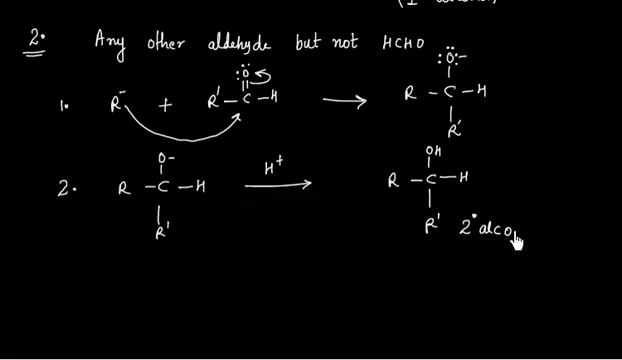 2. Any other aldehyde but not HCHO
:Ö:-
:O:
1. R- + R'-C-H → R-C-H
R'
O- OH
2. R-C-H H+ → R-C-H
R' R' 2° alco